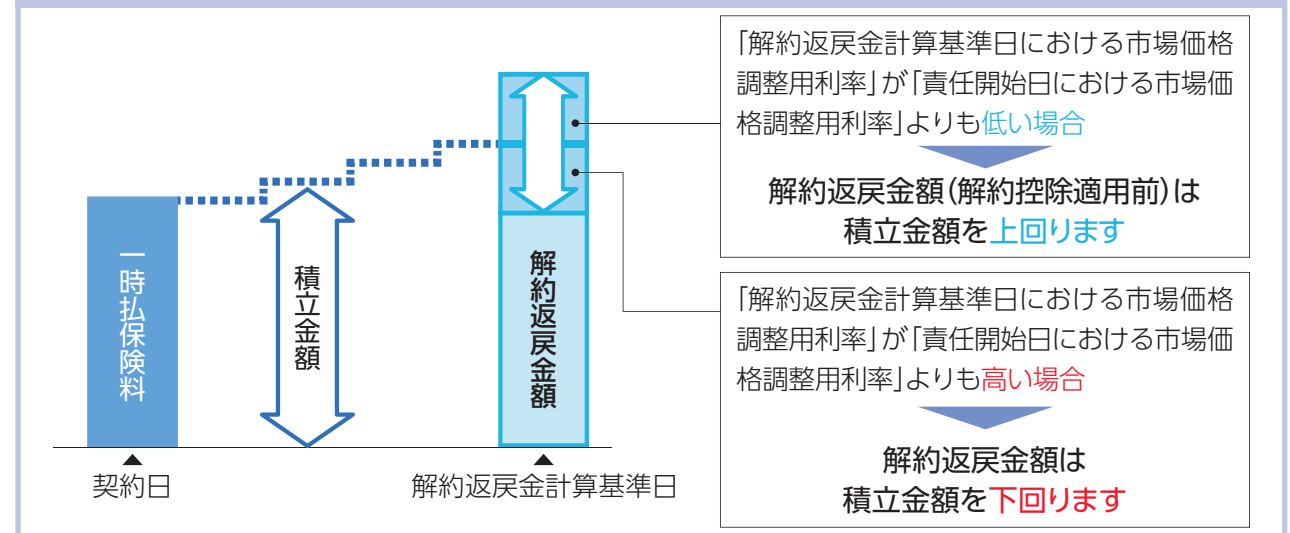 「解約返戻金計算基準日における市場価格
調整用利率」が「責任開始日における市場価
格調整用利率」よりも低い場合
解約返戻金額(解約控除適用前)は
積立金額を上回ります
「解約返戻金計算基準日における市場価格
調整用利率」が「責任開始日における市場価
格調整用利率」よりも高い場合
解約返戻金額は
積立金額を下回ります
一時払保険料
積立金額
解約返戻金額
契約日
解約返戻金計算基準日